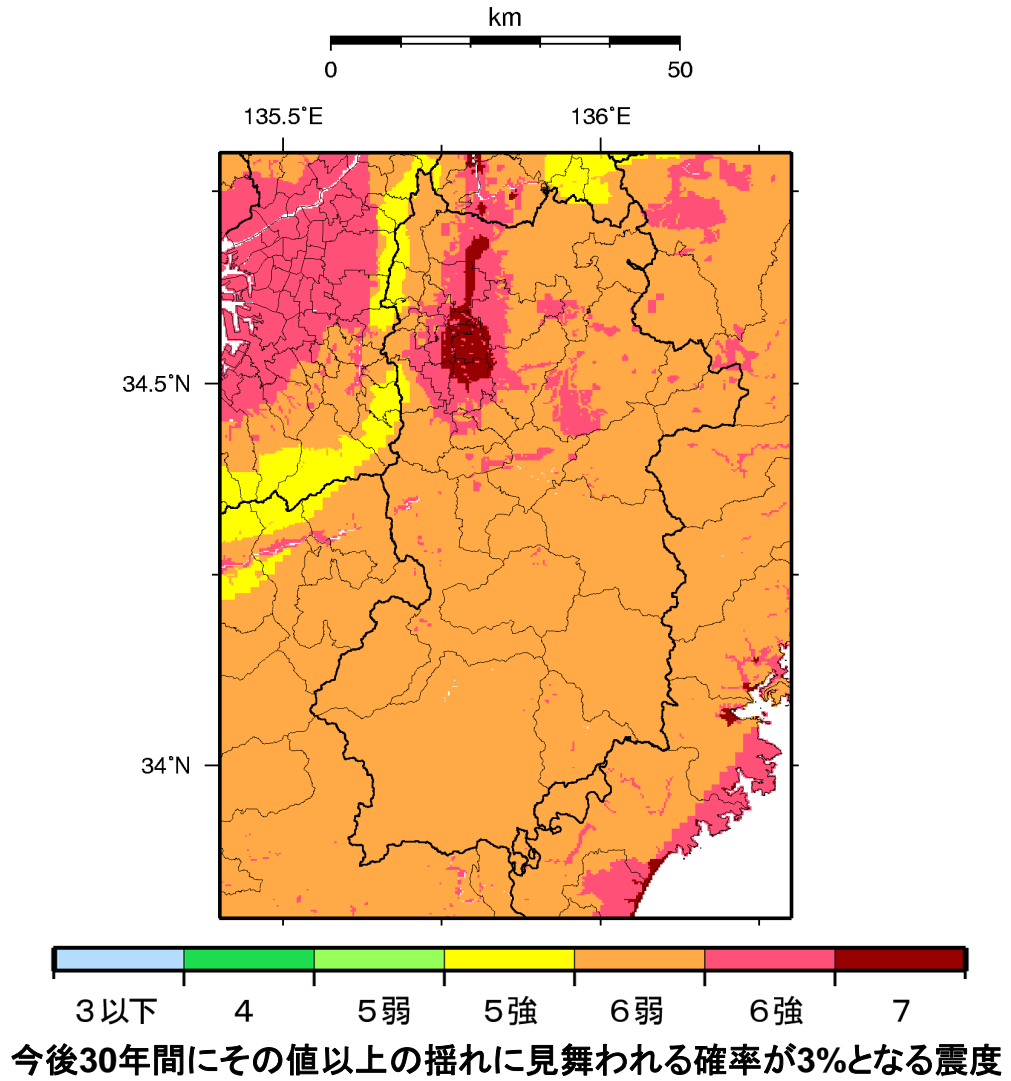 km
0 50
135.5°E 136°E
34.5°N
34°N
３以下 ４ ５弱 ５強 ６弱 ６強 ７
今後30年間にその値以上の揺れに見舞われる確率が3%となる震度